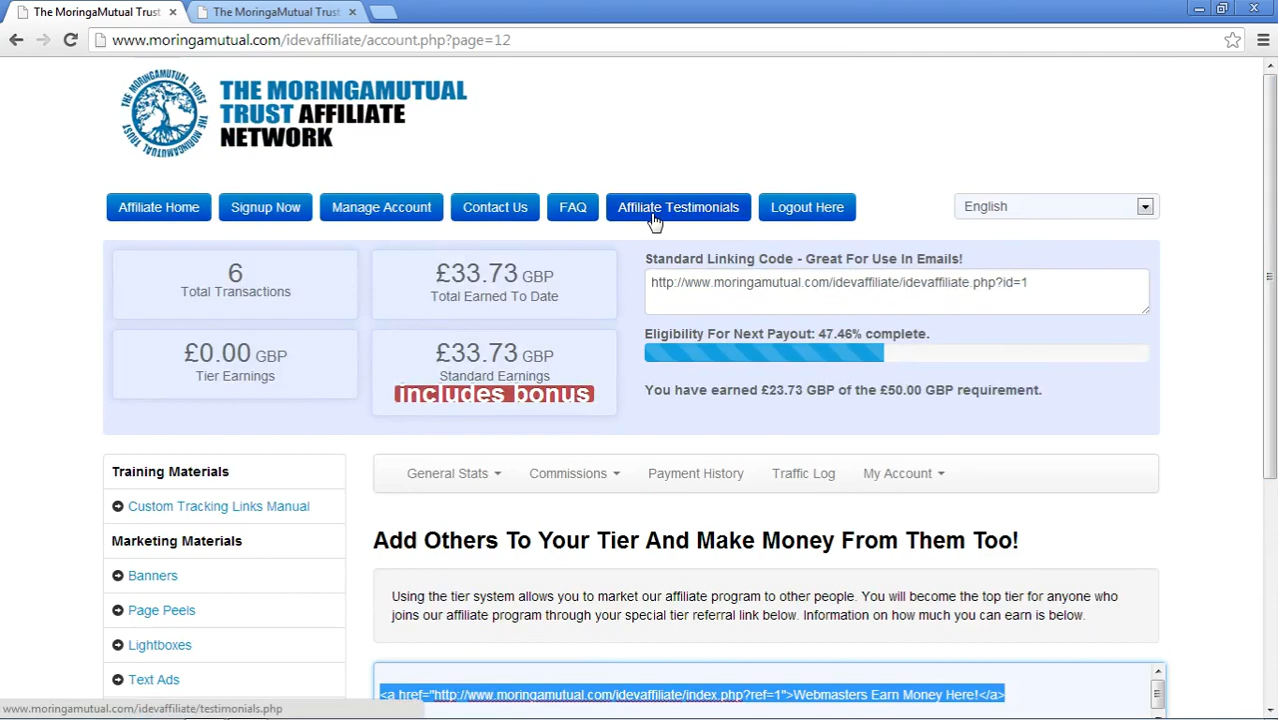 The MoringaMutual Trust
The MoringaMutual Trust
www.moringamutual.com/idevaffiliate/account.php?page=12
THE MORINGAMUTUAL
TRUST AFFILIATE
NETWORK
THE MORINGAMUTUAL TRUST
Affiliate Home
Signup Now
Manage Account
Contact Us
FAQ
Affiliate Testimonials
Logout Here
English
6
Total Transactions
£33.73 GBP
Total Earned To Date
£0.00 GBP
Tier Earnings
£33.73 GBP
Standard Earnings
includes bonus
Standard Linking Code - Great For Use In Emails!
http://www.moringamutual.com/idevaffiliate/idevaffiliate.php?id=1
Eligibility For Next Payout: 47.46% complete.
You have earned £23.73 GBP of the £50.00 GBP requirement.
Training Materials
Custom Tracking Links Manual
Marketing Materials
Banners
Page Peels
Lightboxes
Text Ads
General Stats
Commissions
Payment History
Traffic Log
My Account
Add Others To Your Tier And Make Money From Them Too!
Using the tier system allows you to market our affiliate program to other people. You will become the top tier for anyone who
joins our affiliate program through your special tier referral link below. Information on how much you can earn is below.
<a href="http://www.moringamutual.com/idevaffiliate/index.php?ref=1">Webmasters Earn Money Here!</a>
www.moringamutual.com/idevaffiliate/testimonials.php